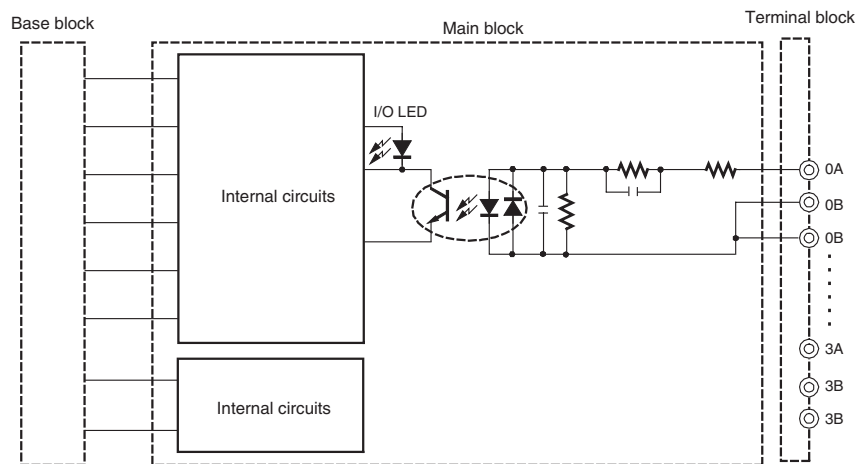 Base block
Main block
Terminal block
I/O LED
Internal circuits
0A
0B
0B
3A
Internal circuits
3B
3B